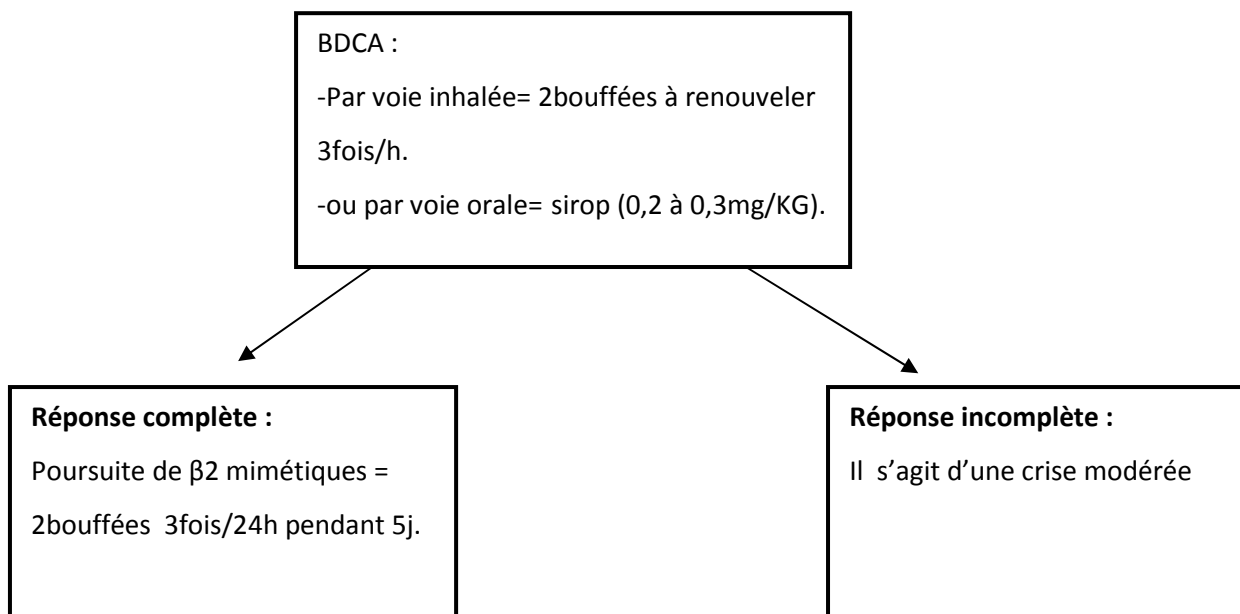 BDCA :
-Par voie inhalée= 2bouffées à renouveler
3fois/h.
-ou par voie orale= sirop (0,2 à 0,3mg/KG).
Réponse complète :
Poursuite de β2 mimétiques =
2bouffées  3fois/24h pendant 5j.
Réponse incomplète :
Il  s’agit d’une crise modérée